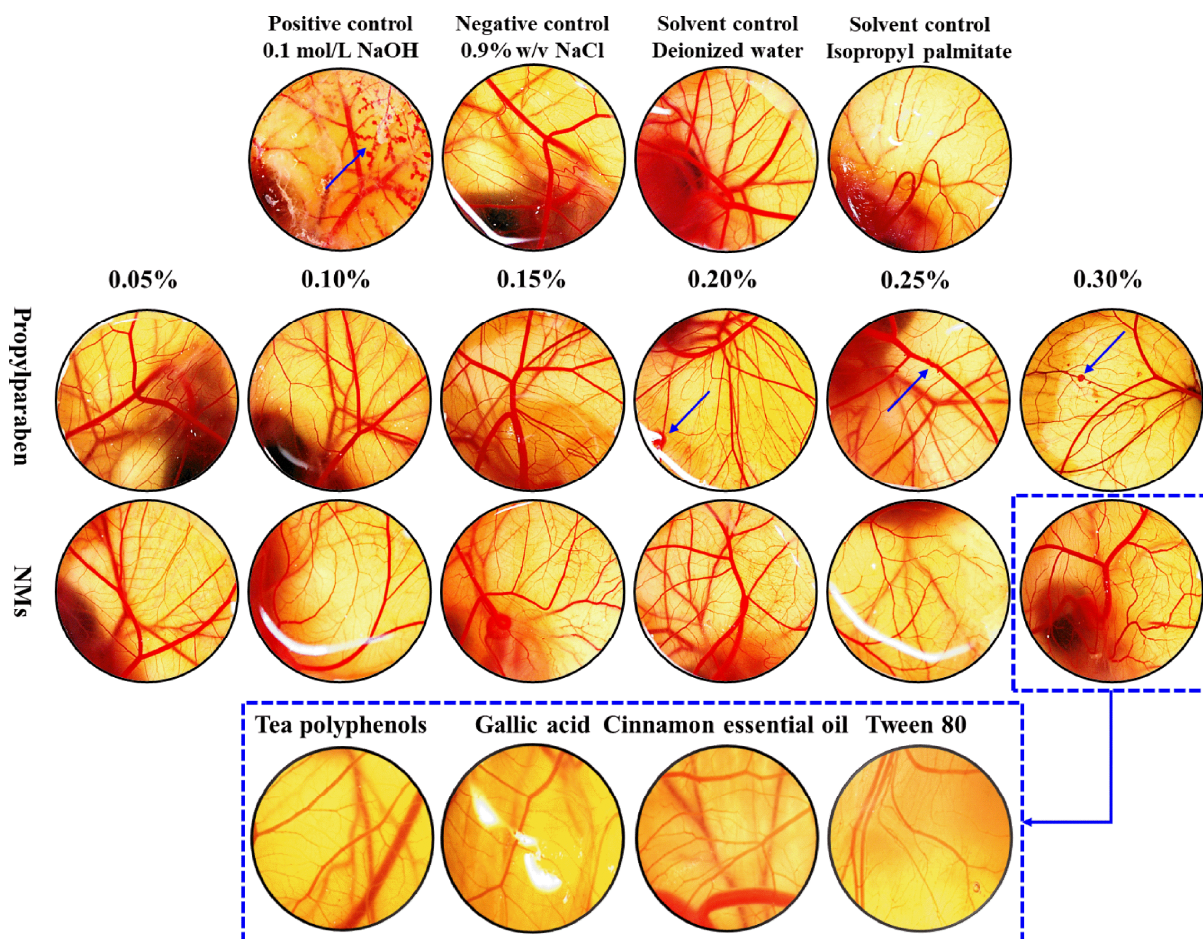 Positive control
0.1 mol/L NaOH
Negative control
0.9% w/v NaCl
Solvent control
Deionized water
Solvent control
Isopropyl palmitate
0.05%
0.10%
0.15%
0.20%
0.25%
0.30%
Propylparaben
NMs
Tea polyphenols
Gallic acid
Cinnamon essential oil
Tween 80